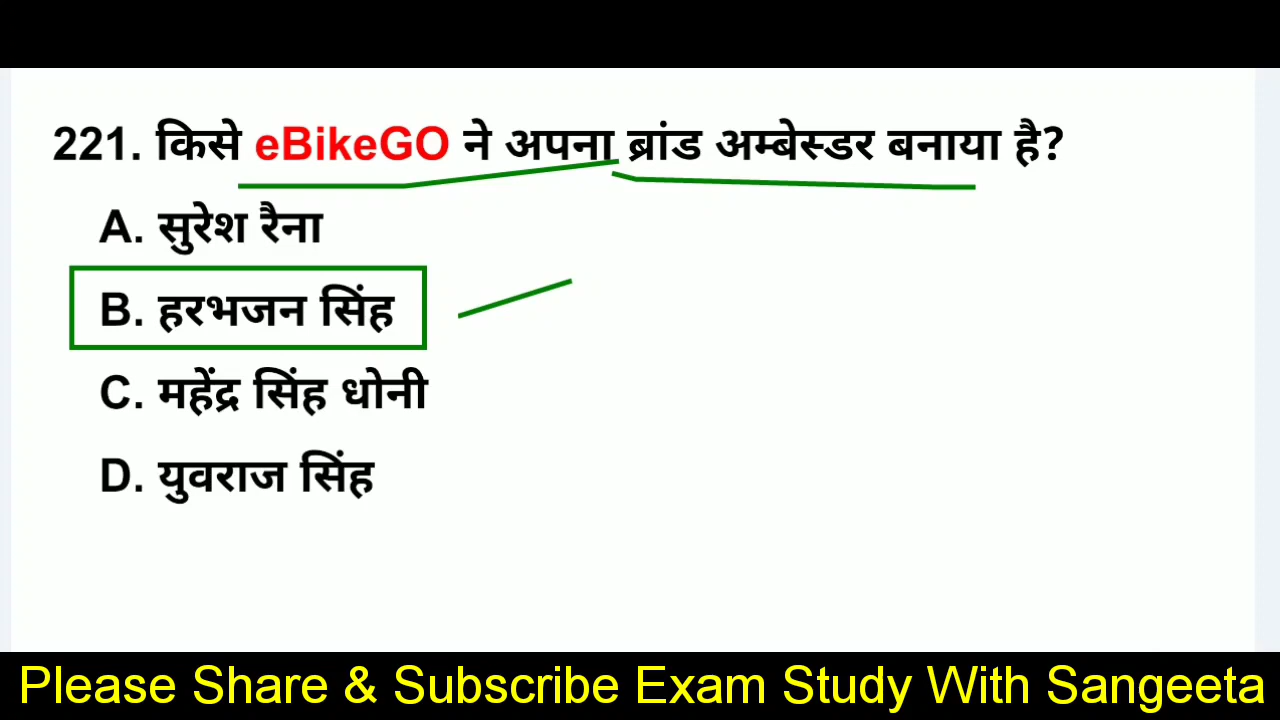 221. किसे eBikeGO ने अपना ब्रांड अम्बेस्डर बनाया है?
A. सुरेश रैना
B. हरभजन सिंह
C. महेंद्र सिंह धोनी
D. युवराज सिंह
Please Share & Subscribe Exam Study With Sangeeta